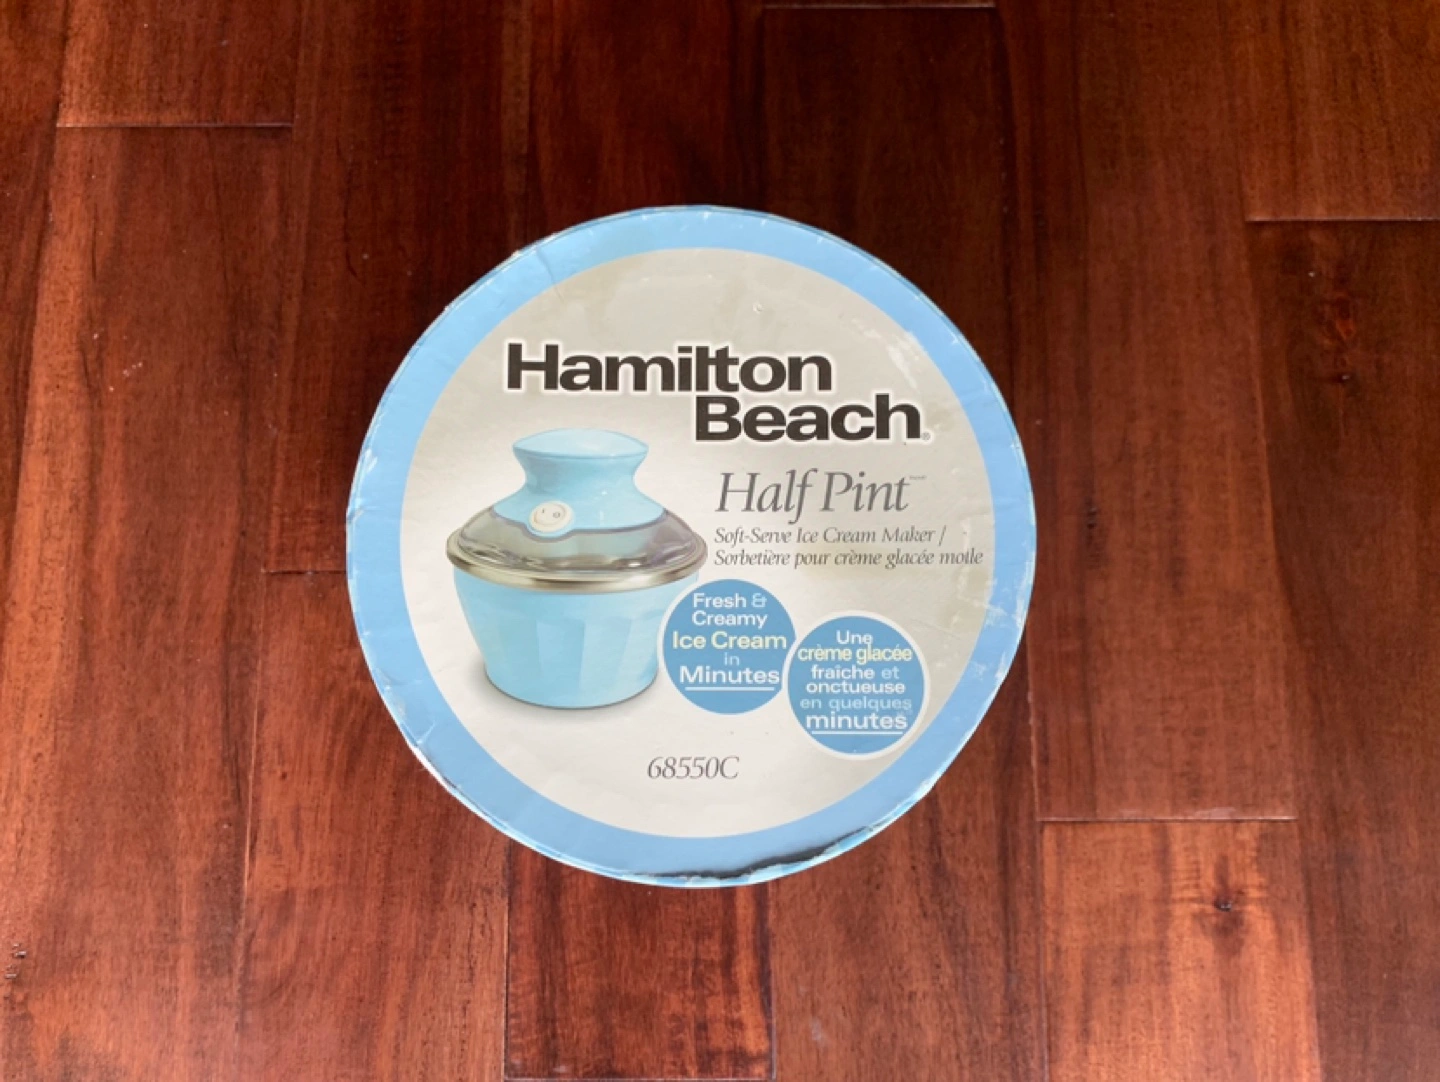 Hamilton
Beach®
Half Pint
Soft-Serve Ice Cream Maker /
Sorbetière pour crème glacée molle
Fresh &
Creamy
Ice Cream
in
Minutes
Une
crème glacée
fraîche et
onctueuse
en quelques
minutes
68550C